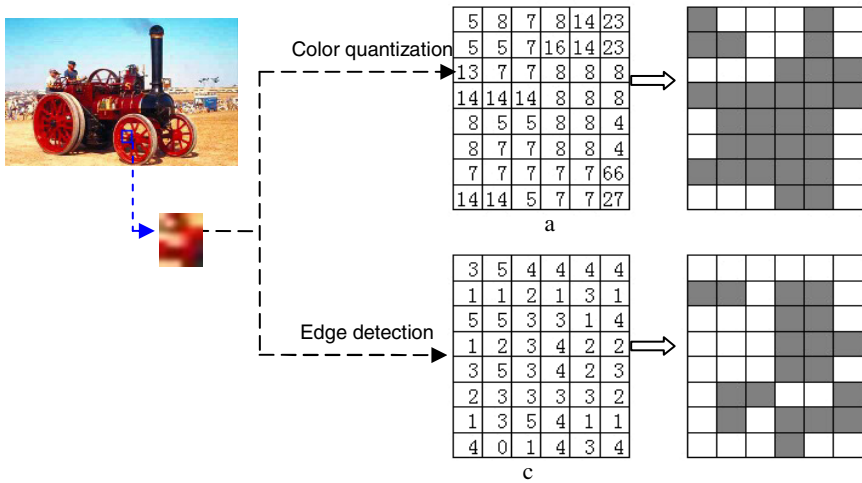 Color quantization
5 8 7 8 14 23
5 5 7 16 14 23
13 7 7 8 8 8
14 14 14 8 8 8
8 5 5 8 8 4
8 7 7 8 8 4
7 7 7 7 7 66
14 14 5 7 7 27
a
Edge detection
3 5 4 4 4 4
1 1 2 1 3 1
5 5 3 3 1 4
1 2 3 4 2 2
3 5 3 4 2 3
2 3 3 3 3 2
1 3 5 4 1 1
4 0 1 4 3 4
c